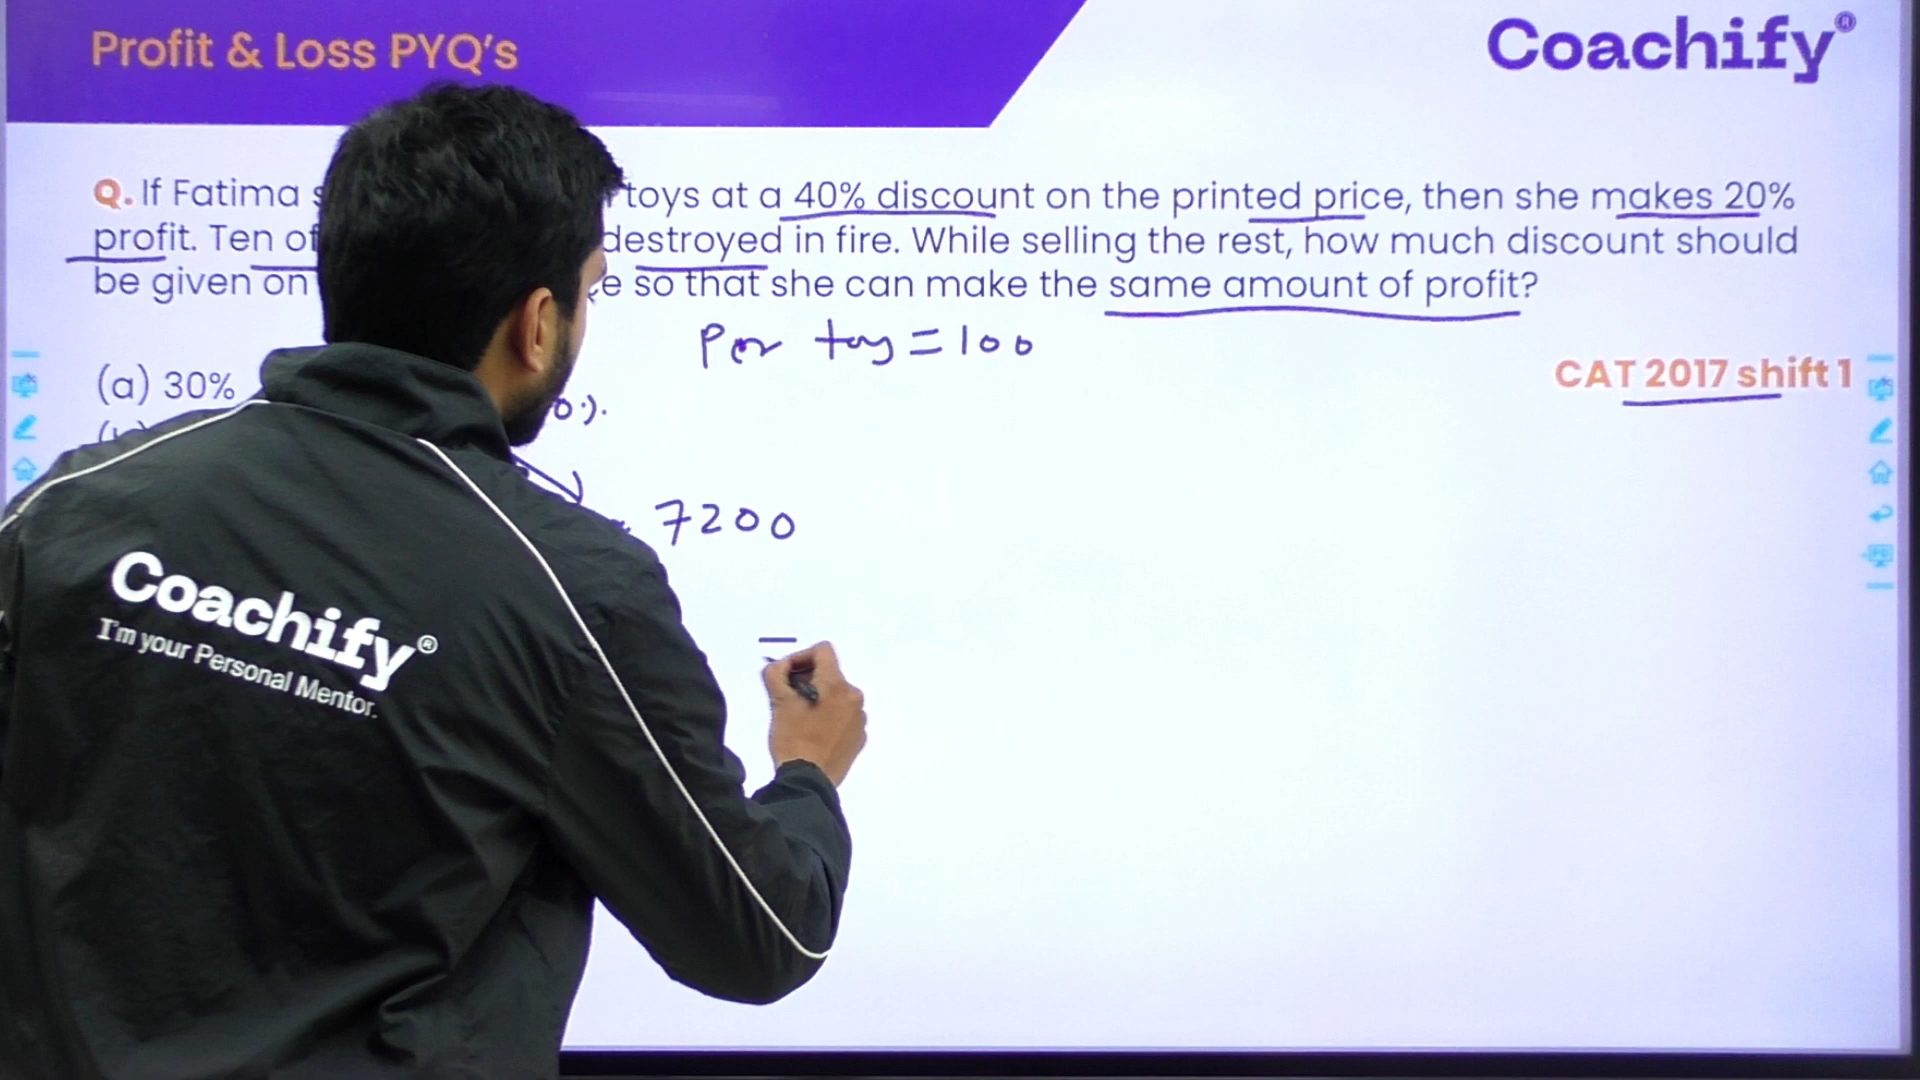 Profit & Loss PYQ's
Coachify®
Q. If Fatima toys at a 40% discount on the printed price, then she makes 20%
profit. Ten of destroyed in fire. While selling the rest, how much discount should
be given on so that she can make the same amount of profit?
Per toy = 100
CAT 2017 shift 1
(a) 30%
7200
Coachify®
I'm your Personal Mentor.